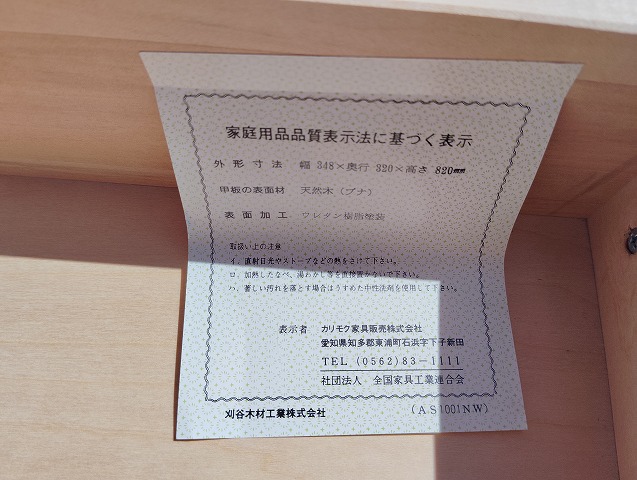 家庭用品品質表示法に基づく表示
外形寸法 幅 348×奥行 320×高さ 820mm
甲板の表面材 天然木(ブナ)
表面加工 ウレタン樹脂塗装
取扱い上の注意
イ、直射日光やストーブなどの熱をさけて下さい。
ロ、加熱したなべ、湯わかし等を直接置かないで下さい。
ハ、著しい汚れを落とす場合はうすめた中性洗剤を使用して下さい。
表示者 カリモク家具販売株式会社
愛知県知多郡東浦町石浜字下子新田
TEL (0562)83-1111
社団法人 全国家具工業連合会
刈谷木材工業株式会社 (AS1001NW)